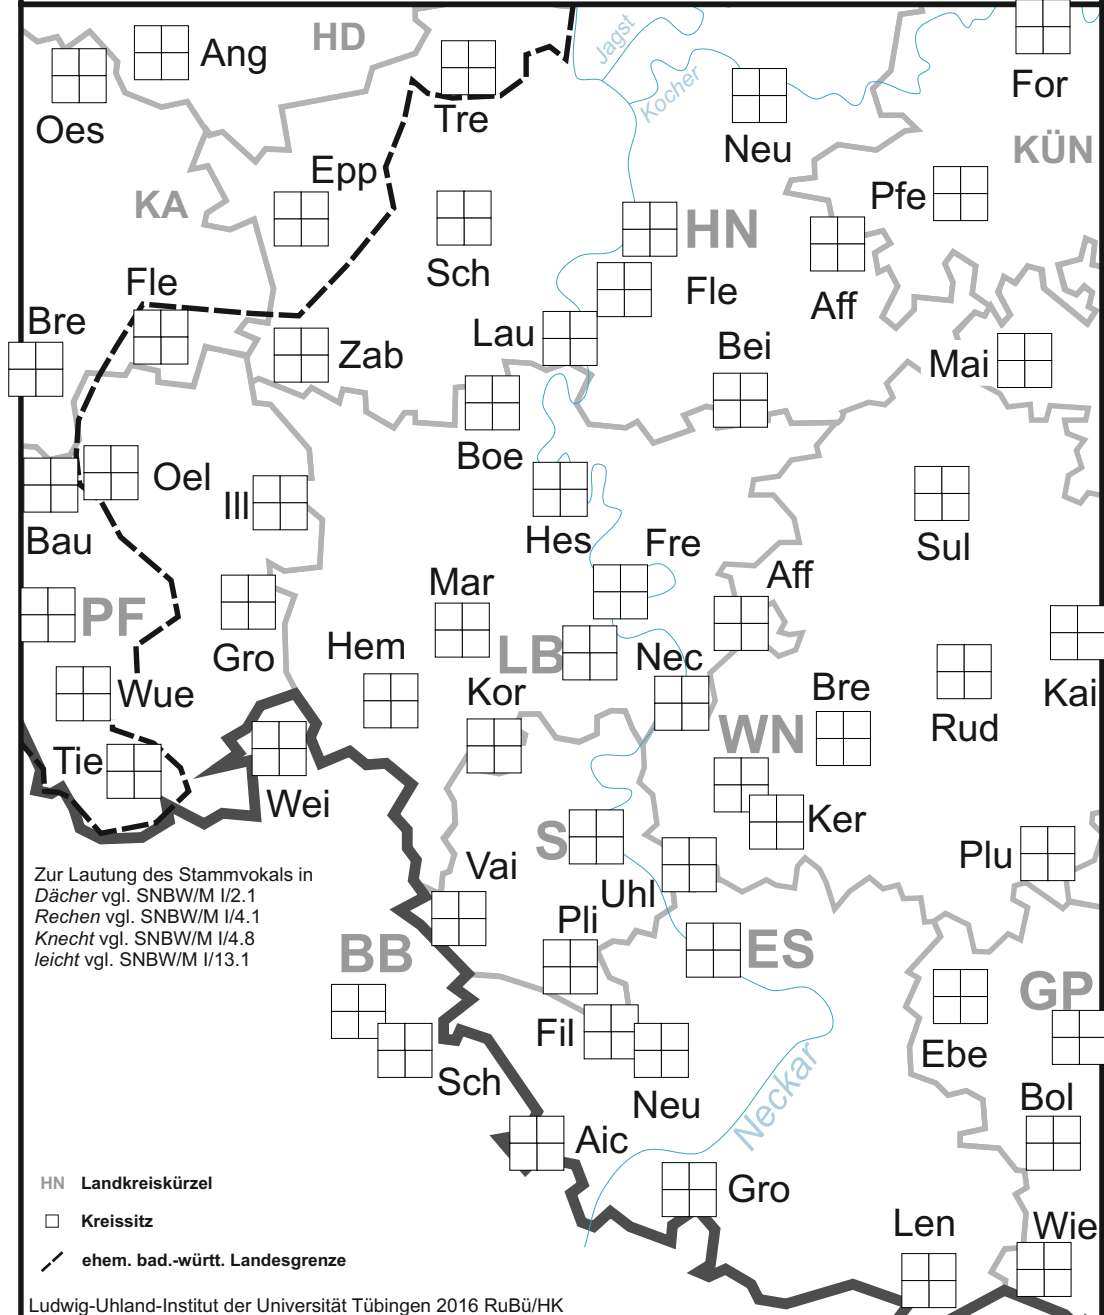 HD
Jagst
Ang
For
Oes
Tre
Kocher
Neu
KÜN
Epp
Pfe
KA
HN
Sch
Fle
Fle
Aff
Bre
Lau
Bei
Zab
Mai
Boe
Oel
Ill
Bau
Hes
Fre
Sul
Mar
Aff
PF
Gro
Hem
LB
Nec
Wue
Kor
Bre
Rud
Kai
WN
Tie
Wei
Ker
S
Plu
Vai
Uhl
Zur Lautung des Stammvokals in
Dächer vgl. SNBW/M I/2.1
Rechen vgl. SNBW/M I/4.1
Knecht vgl. SNBW/M I/4.8
leicht vgl. SNBW/M I/13.1
Pli
BB
ES
GP
Fil
Ebe
Sch
Neu
Neckar
Bol
Aic
HN Landkreiskürzel
Gro
Kreissitz
Len
Wie
ehem. bad.-württ. Landesgrenze
Ludwig-Uhland-Institut der Universität Tübingen 2016 RuBü/HK